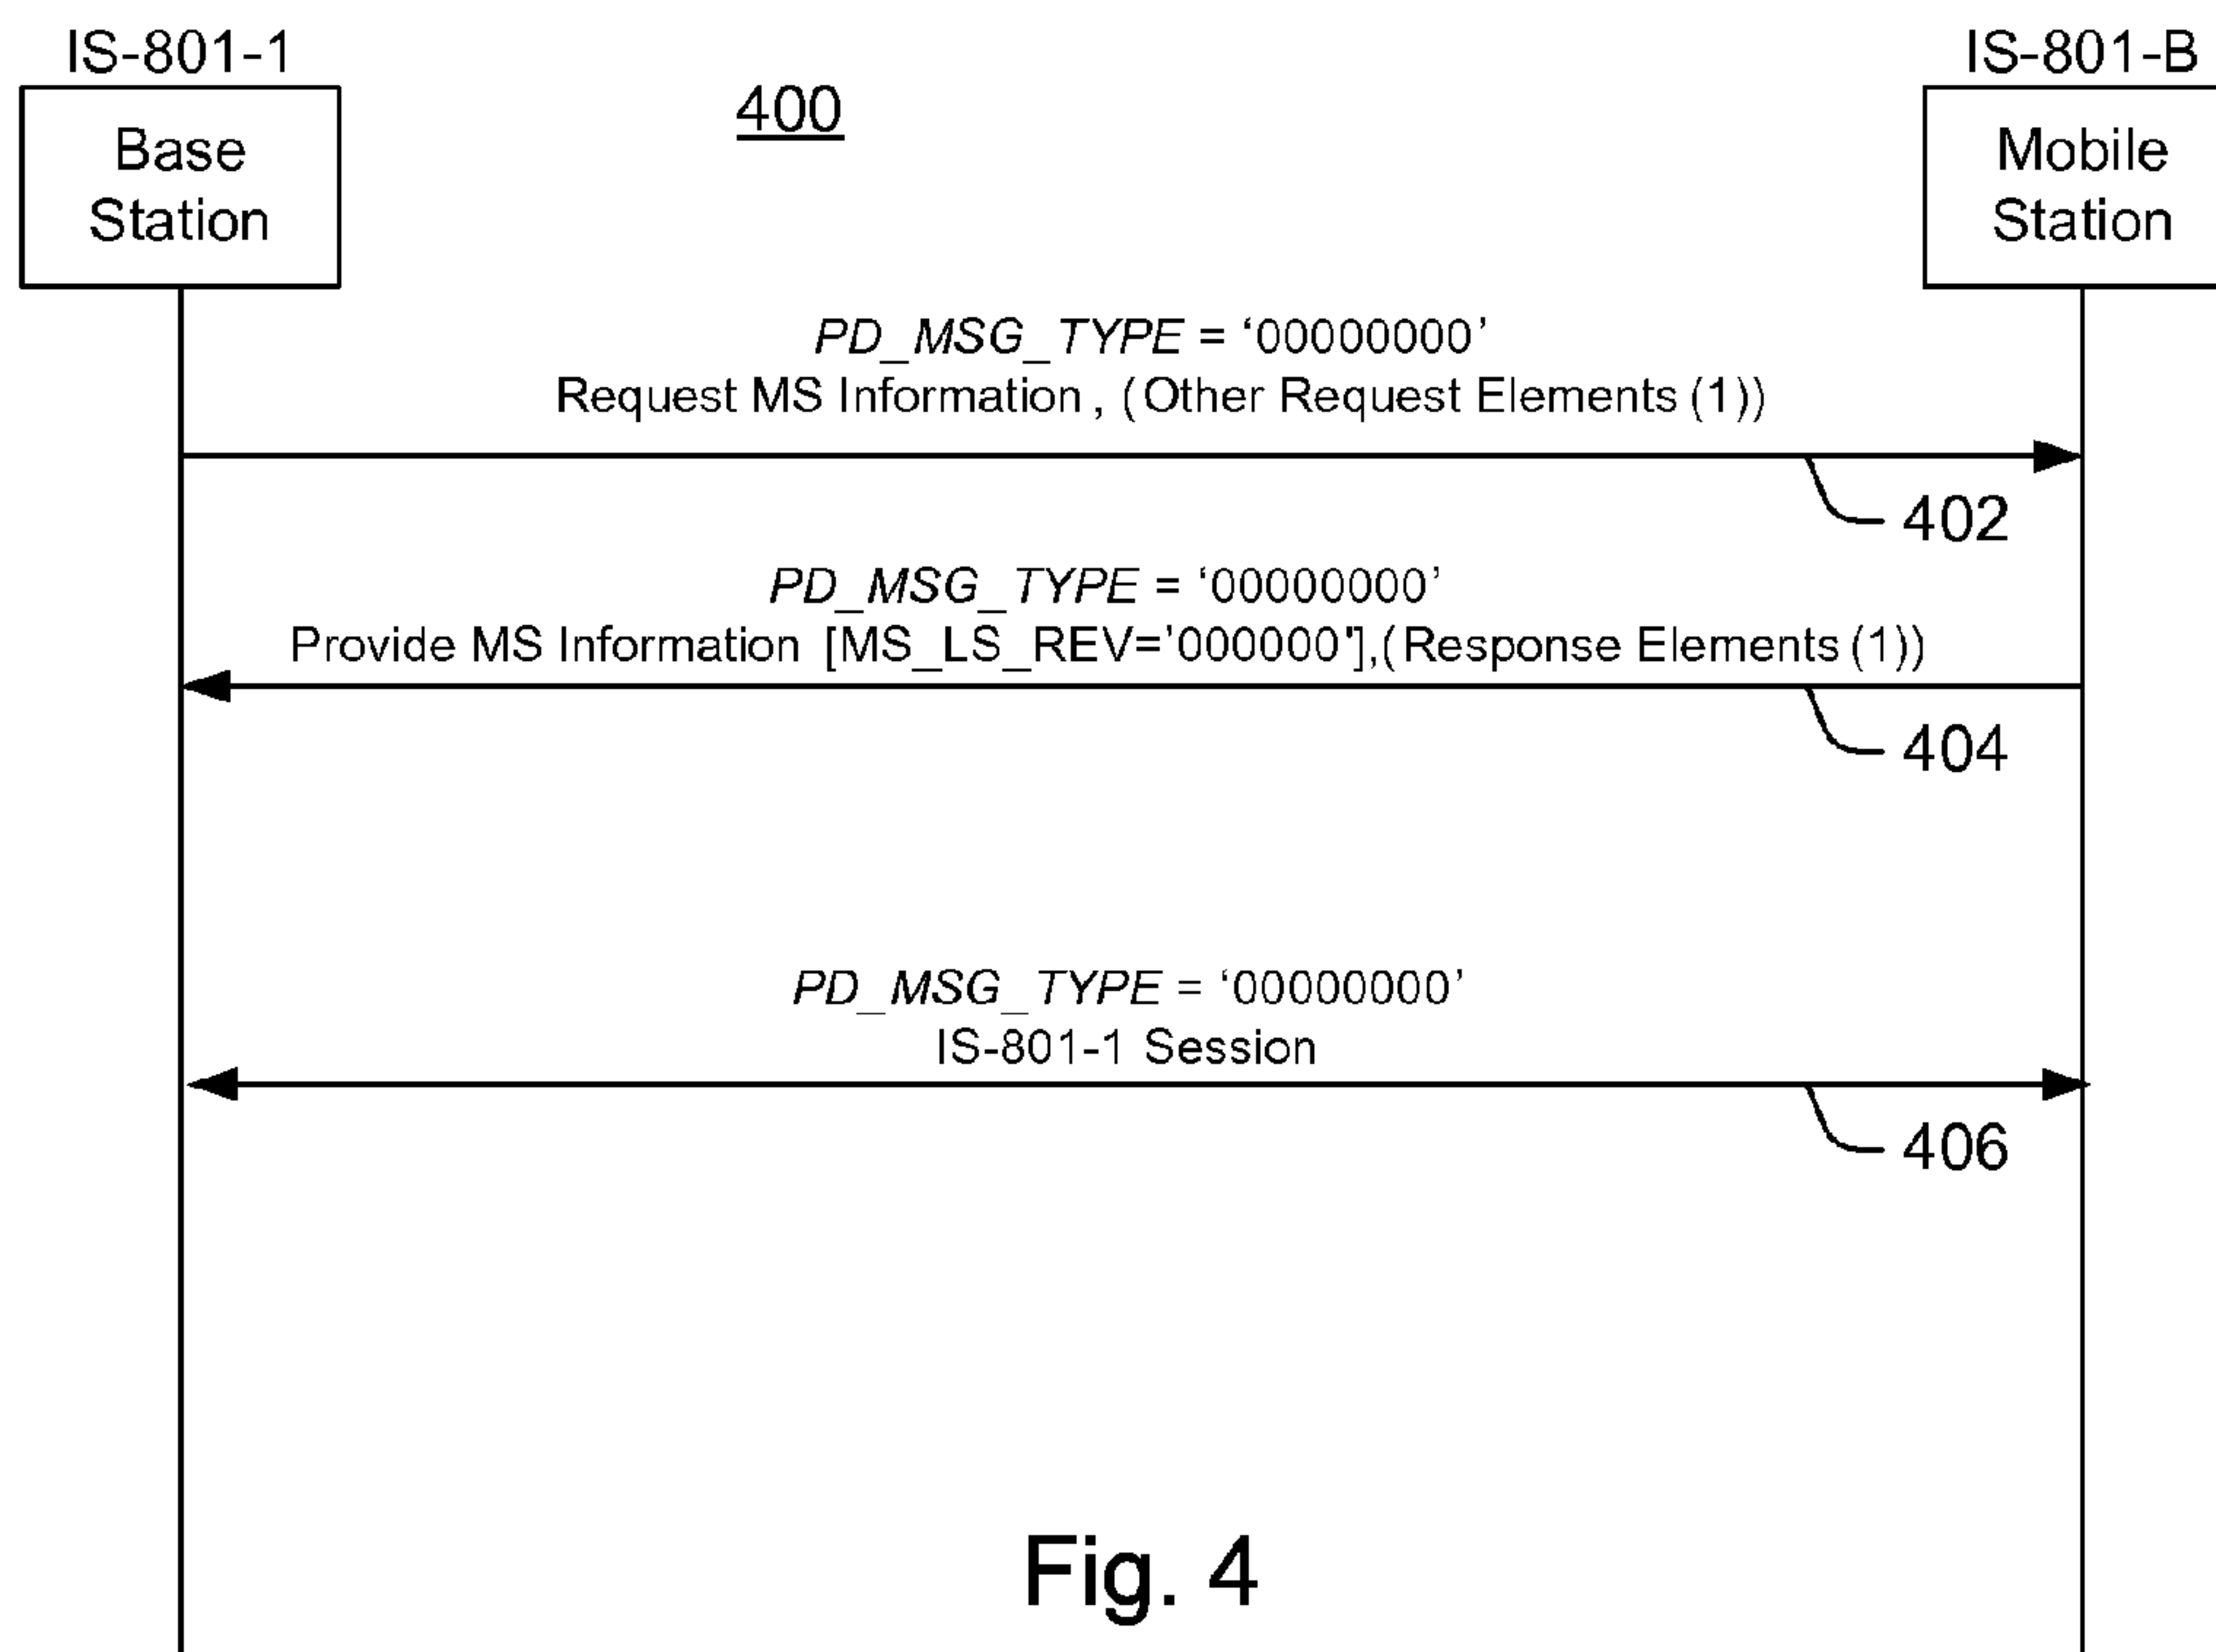 IS-801-1
IS-801-B
400
Base
Station
Mobile
Station
PD_MSG_TYPE = ‘00000000’
Request MS Information, (Other Request Elements (1))
402
PD_MSG_TYPE = ‘00000000’
Provide MS Information [MS_LS_REV='000000'],(Response Elements (1))
404
PD_MSG_TYPE = ‘00000000’
IS-801-1 Session
406
Fig. 4